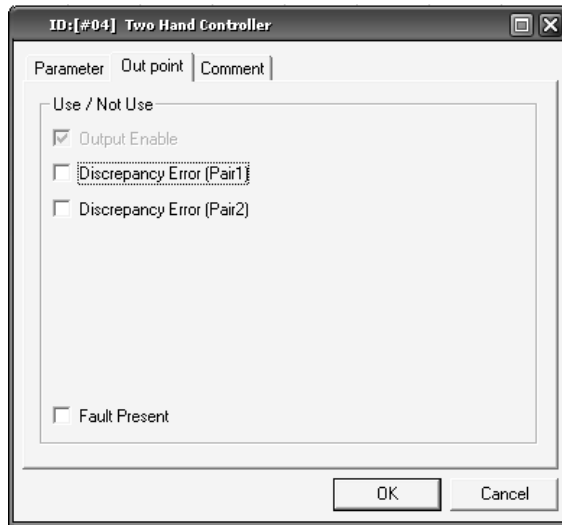 ID:[#04] Two Hand Controller
Parameter
Out point
Comment
Use / Not Use
Output Enable
Discrepancy Error (Pair1)
Discrepancy Error (Pair2)
Fault Present
OK
Cancel